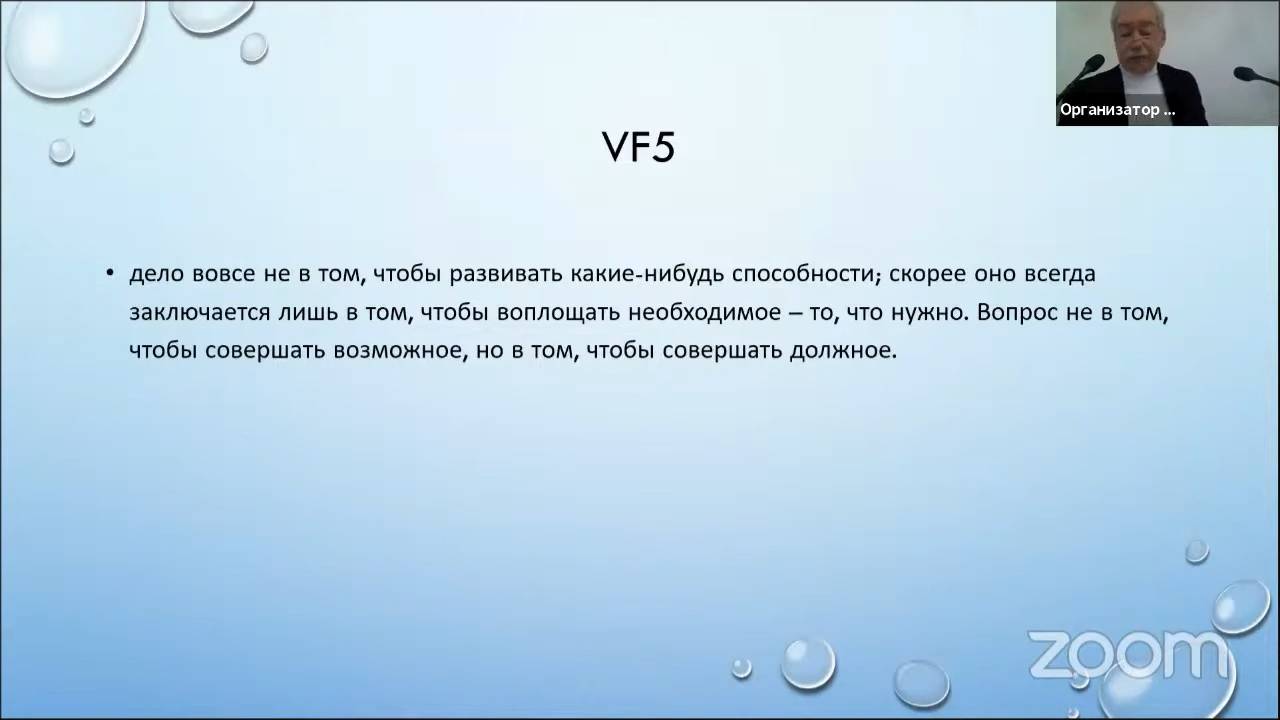 Организатор ...
VF5
• дело вовсе не в том, чтобы развивать какие-нибудь способности; скорее оно всегда
заключается лишь в том, чтобы воплощать необходимое – то, что нужно. Вопрос не в том,
чтобы совершать возможное, но в том, чтобы совершать должное.
zoom